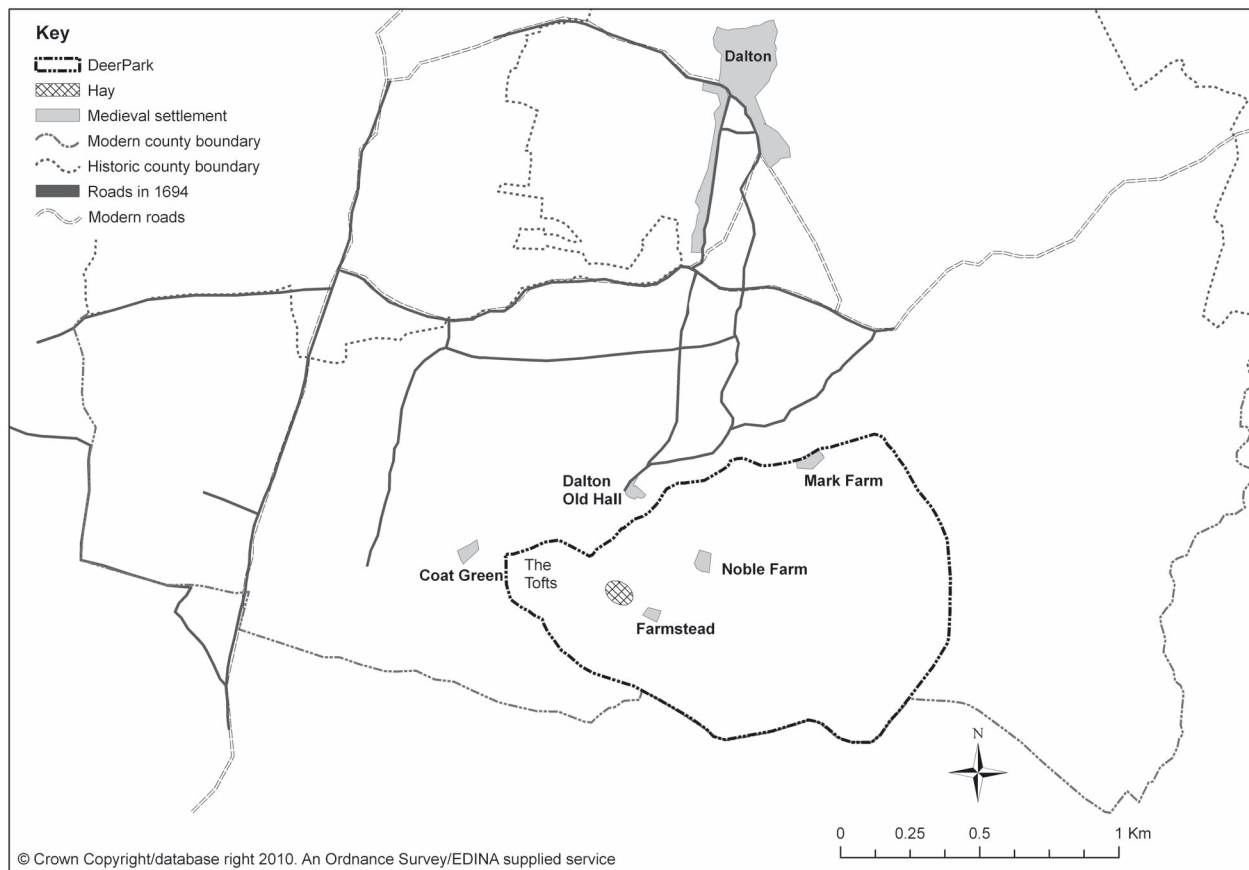 Key
DeerPark
Hay
Medieval settlement
Modern county boundary
Historic county boundary
Roads in 1694
Modern roads
Dalton
Dalton
Old Hall
Mark Farm
Coat Green
The
Tofts
Noble Farm
Farmstead
N
0 0.25 0.5 1 Km
© Crown Copyright/database right 2010. An Ordnance Survey/EDINA supplied service